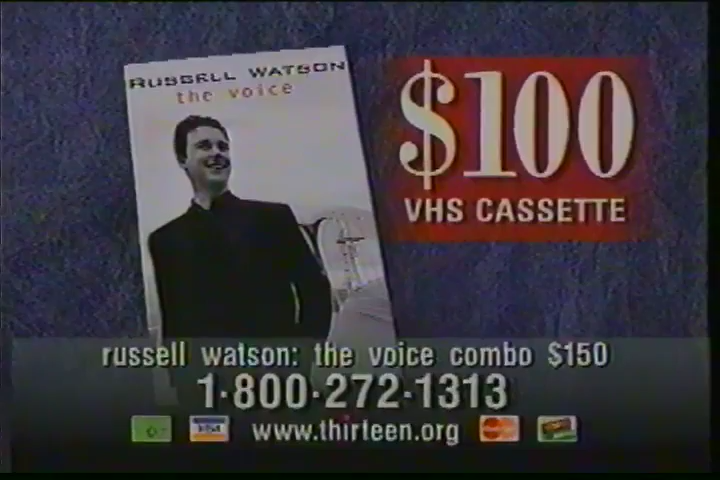 RUSSELL WATSON
the voice
$100
VHS CASSETTE
russell watson: the voice combo $150
1·800·272·1313
VISA www.thirteen.org